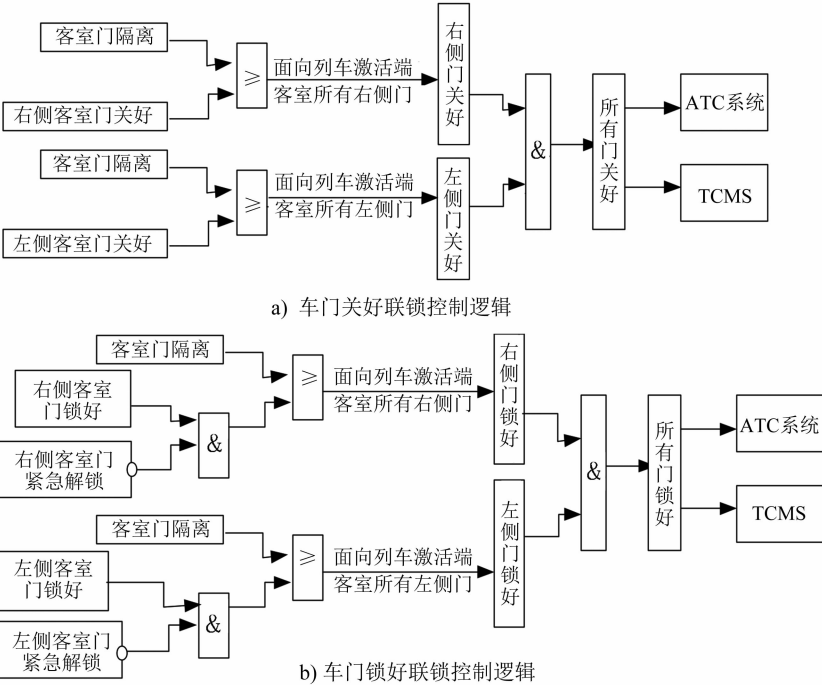 客室门隔离
右侧客室门关好
≥
面向列车激活端
客室所有右侧门
右侧门关好
客室门隔离
左侧客室门关好
≥
面向列车激活端
客室所有左侧门
左侧门关好
&
所有门关好
ATC系统
TCMS
a) 车门关好联锁控制逻辑
客室门隔离
右侧客室
门锁好
右侧客室门
紧急解锁
&
≥
面向列车激活端
客室所有右侧门
右侧门锁好
客室门隔离
左侧客室
门锁好
左侧客室门
紧急解锁
&
≥
面向列车激活端
客室所有左侧门
左侧门锁好
&
所有门锁好
ATC系统
TCMS
b) 车门锁好联锁控制逻辑